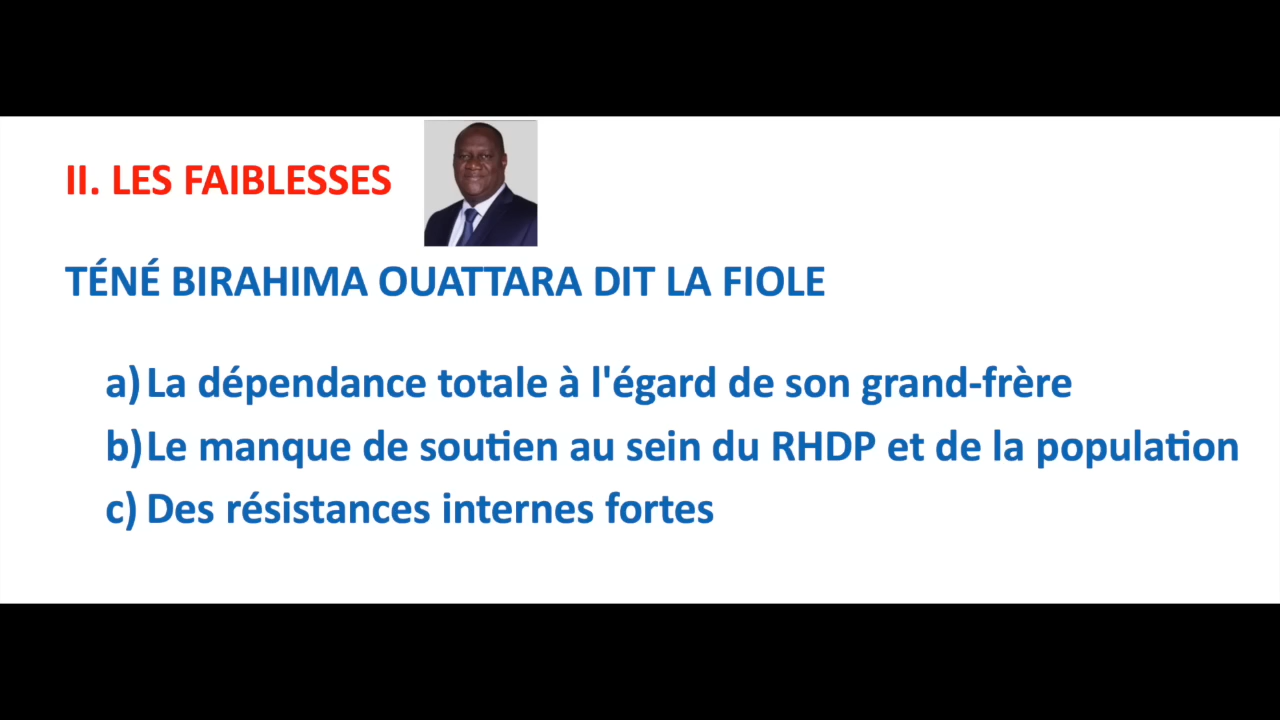 II. LES FAIBLESSES
TÉNÉ BIRAHIMA OUATTARA DIT LA FIOLE
a) La dépendance totale à l'égard de son grand-frère
b) Le manque de soutien au sein du RHDP et de la population
c) Des résistances internes fortes